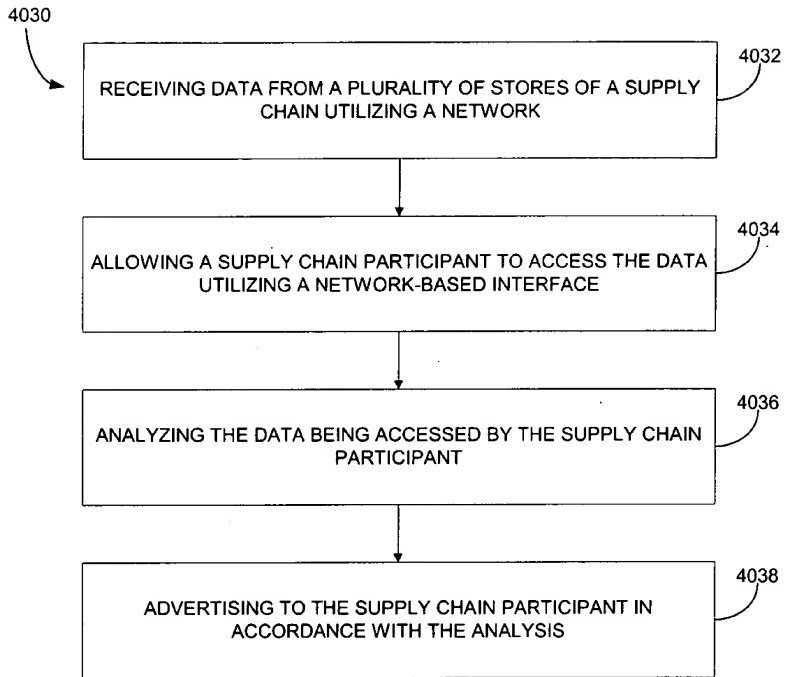 4030
4032
RECEIVING DATA FROM A PLURALITY OF STORES OF A SUPPLY
CHAIN UTILIZING A NETWORK
4034
ALLOWING A SUPPLY CHAIN PARTICIPANT TO ACCESS THE DATA
UTILIZING A NETWORK-BASED INTERFACE
4036
ANALYZING THE DATA BEING ACCESSED BY THE SUPPLY CHAIN
PARTICIPANT
4038
ADVERTISING TO THE SUPPLY CHAIN PARTICIPANT IN
ACCORDANCE WITH THE ANALYSIS